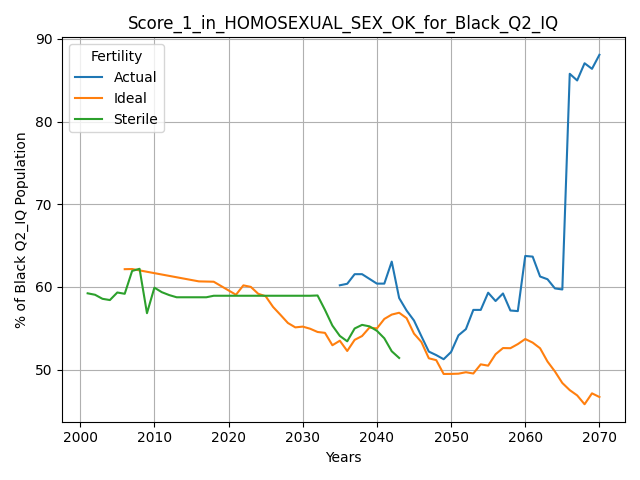 Score_1_in_HOMOSEXUAL_SEX_OK_for_Black_Q2_IQ
Fertility
Actual
Ideal
Sterile
% of Black Q2_IQ Population
90
80
70
60
50
2000 2010 2020 2030 2040 2050 2060 2070
Years